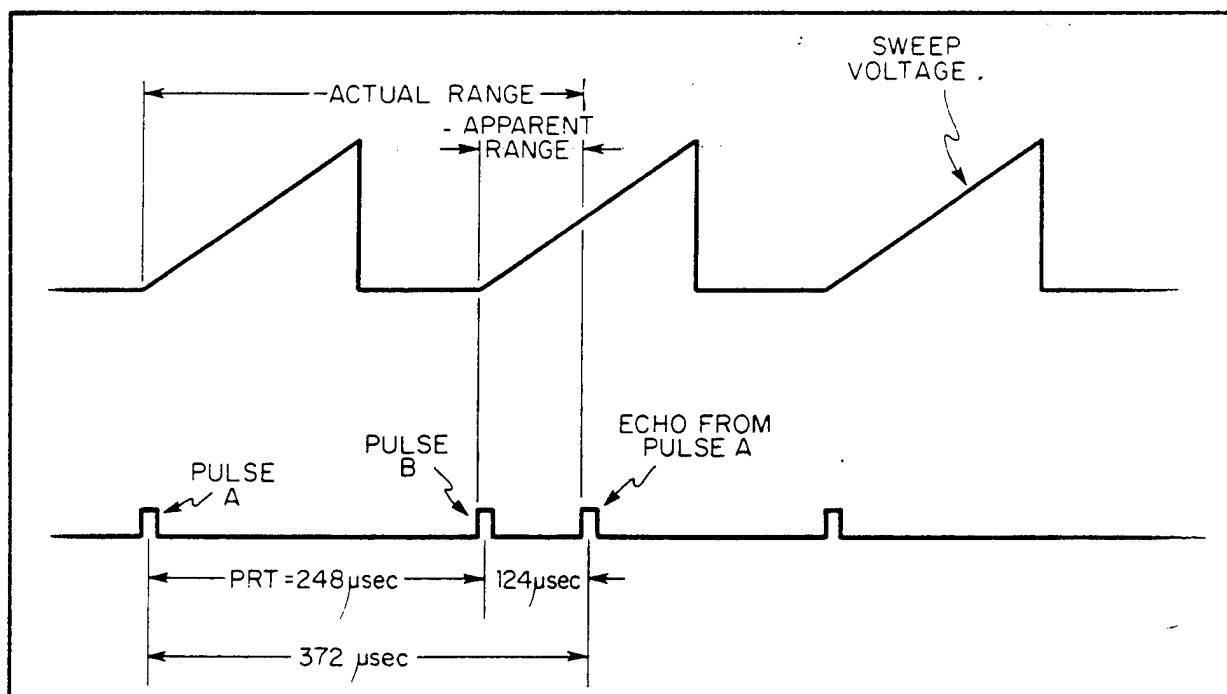 SWEEP
VOLTAGE.
ACTUAL RANGE
APPARENT
RANGE
PULSE
A
PULSE
B
ECHO FROM
PULSE A
PRT = 248 μsec
124 μsec
372 μsec